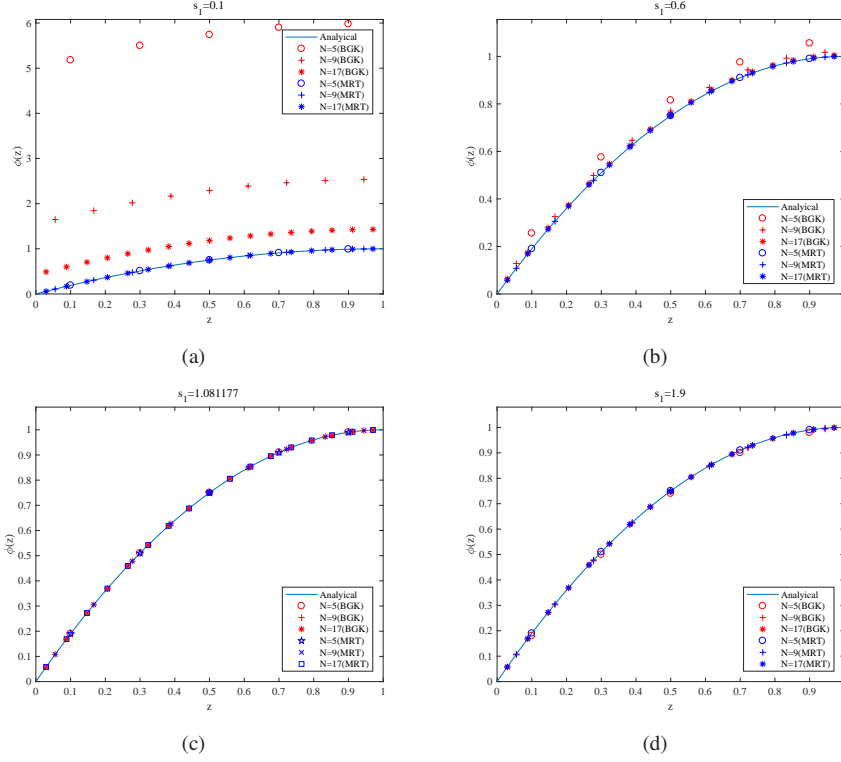 s_1=0.1
6
5
4
3
2
1
0
ϕ(z)
0 0.1 0.2 0.3 0.4 0.5 0.6 0.7 0.8 0.9 1
z
Analyical
N=5(BGK)
N=9(BGK)
N=17(BGK)
N=5(MRT)
N=9(MRT)
N=17(MRT)
(a)
s_1=0.6
1
0.8
0.6
0.4
0.2
0
ϕ(z)
0 0.1 0.2 0.3 0.4 0.5 0.6 0.7 0.8 0.9
z
Analyical
N=5(BGK)
N=9(BGK)
N=17(BGK)
N=5(MRT)
N=9(MRT)
N=17(MRT)
(b)
s_1=1.081177
1
0.9
0.8
0.7
0.6
0.5
0.4
0.3
0.2
0.1
0
ϕ(z)
0 0.1 0.2 0.3 0.4 0.5 0.6 0.7 0.8 0.9
z
Analyical
N=5(BGK)
N=9(BGK)
N=17(BGK)
N=5(MRT)
N=9(MRT)
N=17(MRT)
(c)
s_1=1.9
1
0.9
0.8
0.7
0.6
0.5
0.4
0.3
0.2
0.1
0
ϕ(z)
0 0.1 0.2 0.3 0.4 0.5 0.6 0.7 0.8 0.9
z
Analyical
N=5(BGK)
N=9(BGK)
N=17(BGK)
N=5(MRT)
N=9(MRT)
N=17(MRT)
(d)